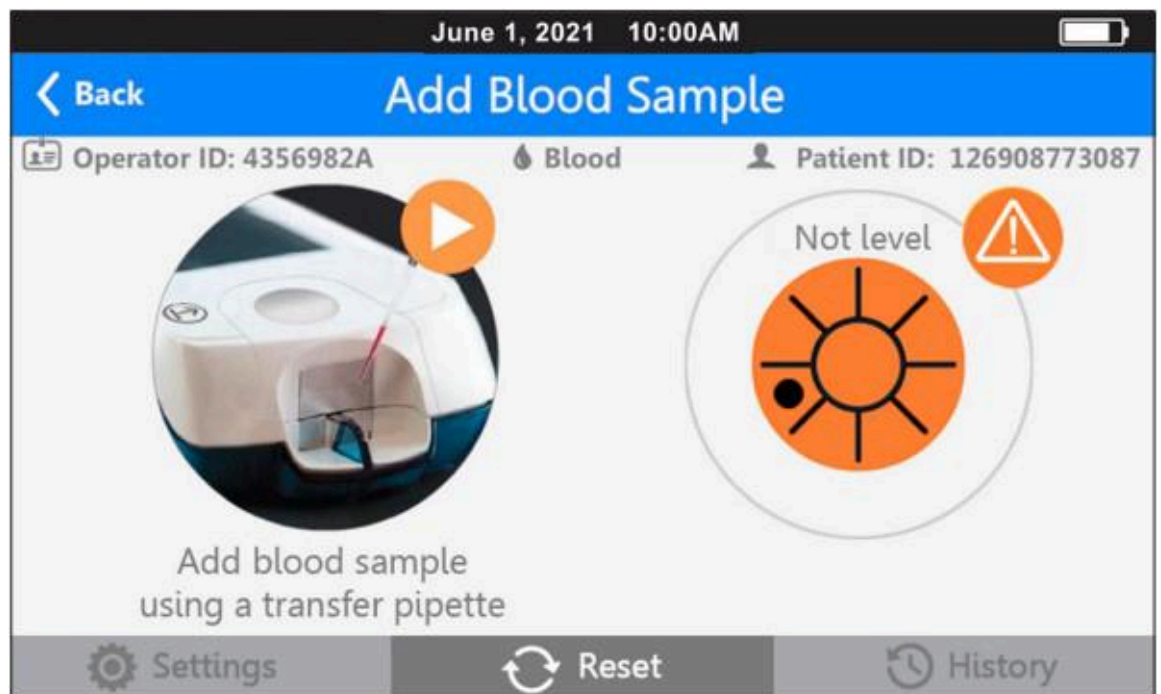 June 1, 2021 10:00AM
Back
Add Blood Sample
Operator ID: 4356982A
Blood
Patient ID: 126908773087
Not level
Add blood sample
using a transfer pipette
Settings
Reset
History